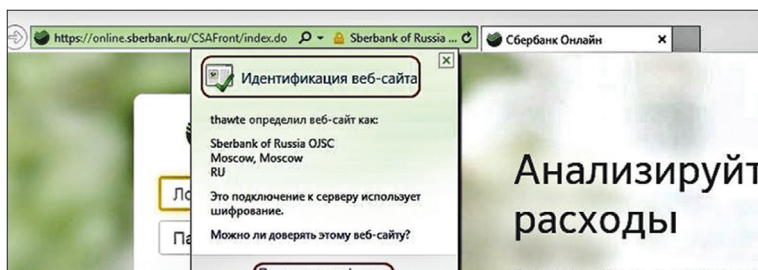 https://online.sberbank.ru/CSAFront/index.do
Sberbank of Russia ...
Сбербанк Онлайн
Идентификация веб-сайта
thawte определил веб-сайт как:
Sberbank of Russia OJSC
Moscow, Moscow
RU
Это подключение к серверу использует
шифрование.
Можно ли доверять этому веб-сайту?
Ло
Па
Анализируйт
расходы